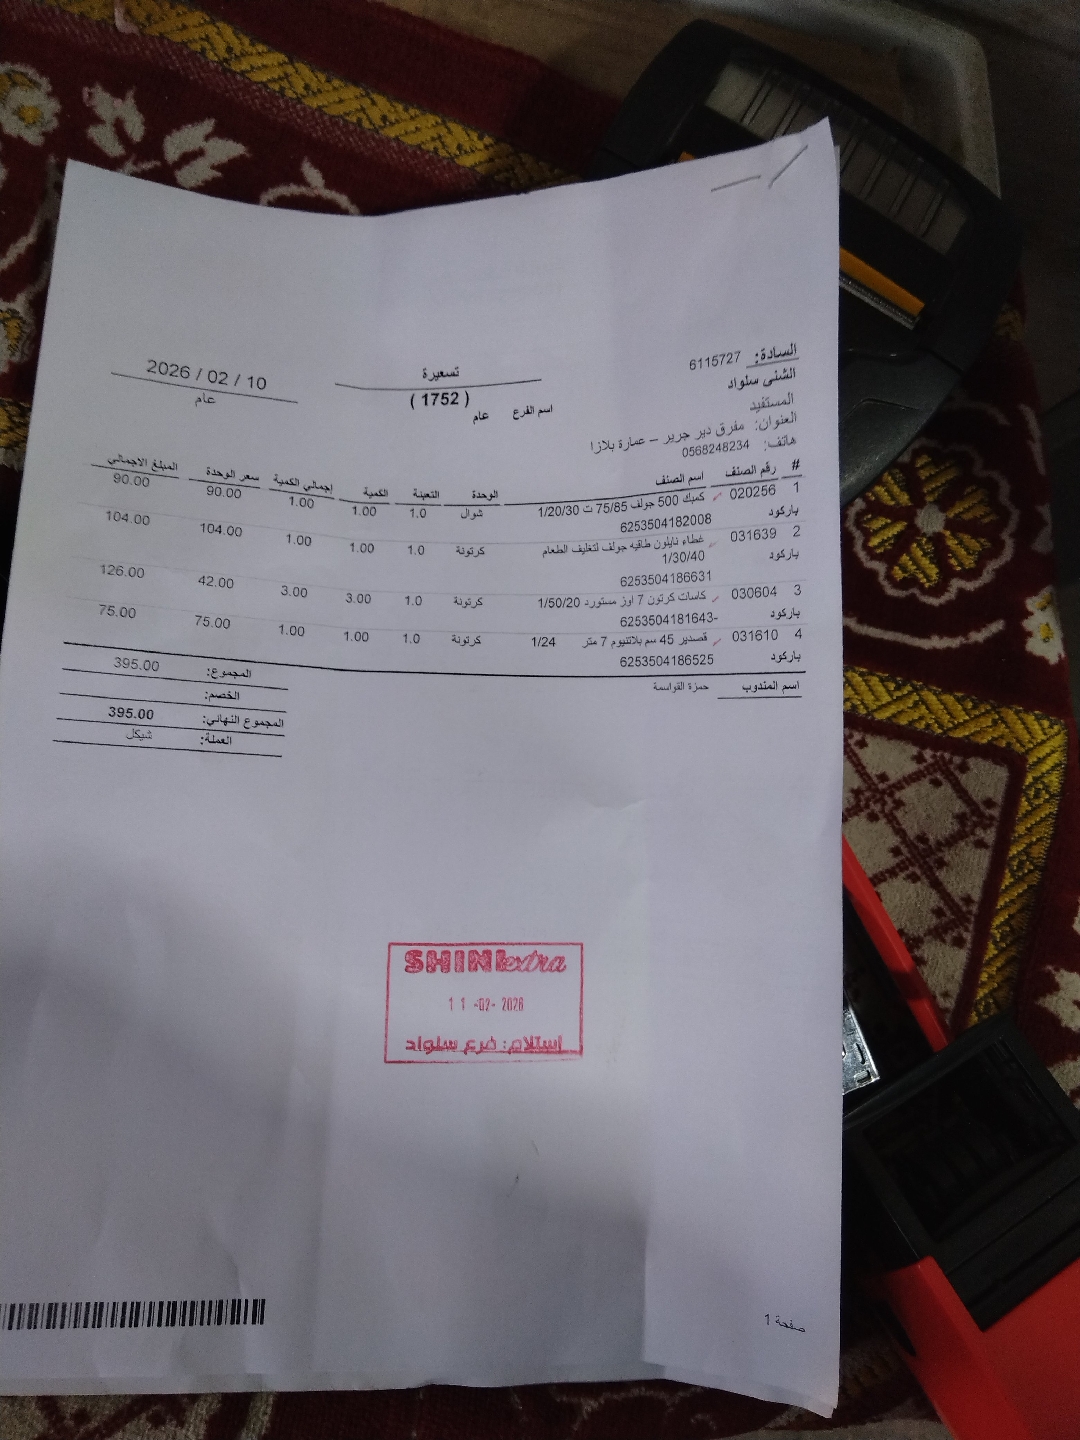 السادة: 6115727
الشنى سلواد
المستفيد
العنوان: مفرق دير جرير – عمارة بلازا
هاتف: 0568248234
تسعيرة
( 1752 )
اسم الفرع عام
2026 / 02 / 10
عام
# رقم الصنف اسم الصنف الوحدة التعبئة الكمية إجمالي الكمية سعر الوحدة المبلغ الاجمالي
1 020256 كميك 500 جولف 75/85 ت 1/20/30 شوال 1.0 1.00 1.00 90.00 90.00
باركود 6253504182008
2 031639 غطاء نايلون طاقيه جولف لتغليف الطعام 1/30/40 كرتونة 1.0 1.00 1.00 104.00 104.00
باركود 6253504186631
3 030604 كاسات كرتون 7 اوز مستورد 1/50/20 كرتونة 1.0 3.00 3.00 42.00 126.00
باركود 6253504181643-
4 031610 قصدير 45 سم بلاتنيوم 7 متر 1/24 كرتونة 1.0 1.00 1.00 75.00 75.00
باركود 6253504186525
اسم المندوب حمزة القواسمة
المجموع: 395.00
الخصم:
المجموع النهائي: 395.00
العملة: شيكل
SHINI extra
11-02-2026
إستلام: فرع سلواد
صفحة 1